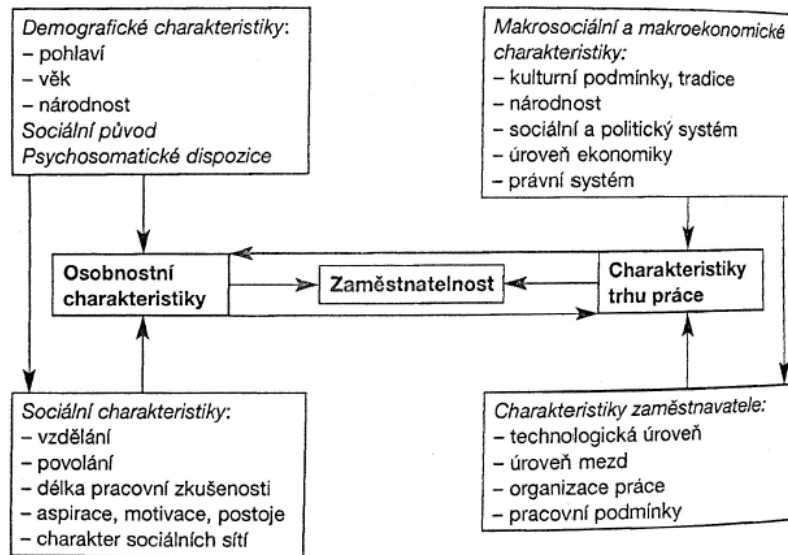 Demografické charakteristiky:
– pohlaví
– věk
– národnost
Sociální původ
Psychosomatické dispozice
Makrosociální a makroekonomické
charakteristiky:
– kulturní podmínky, tradice
– národnost
– sociální a politický systém
– úroveň ekonomiky
– právní systém
Osobnostní
charakteristiky
Zaměstnatelnost
Charakteristiky
trhu práce
Sociální charakteristiky:
– vzdělání
– povolání
– délka pracovní zkušenosti
– aspirace, motivace, postoje
– charakter sociálních sítí
Charakteristiky zaměstnavatele:
– technologická úroveň
– úroveň mezd
– organizace práce
– pracovní podmínky